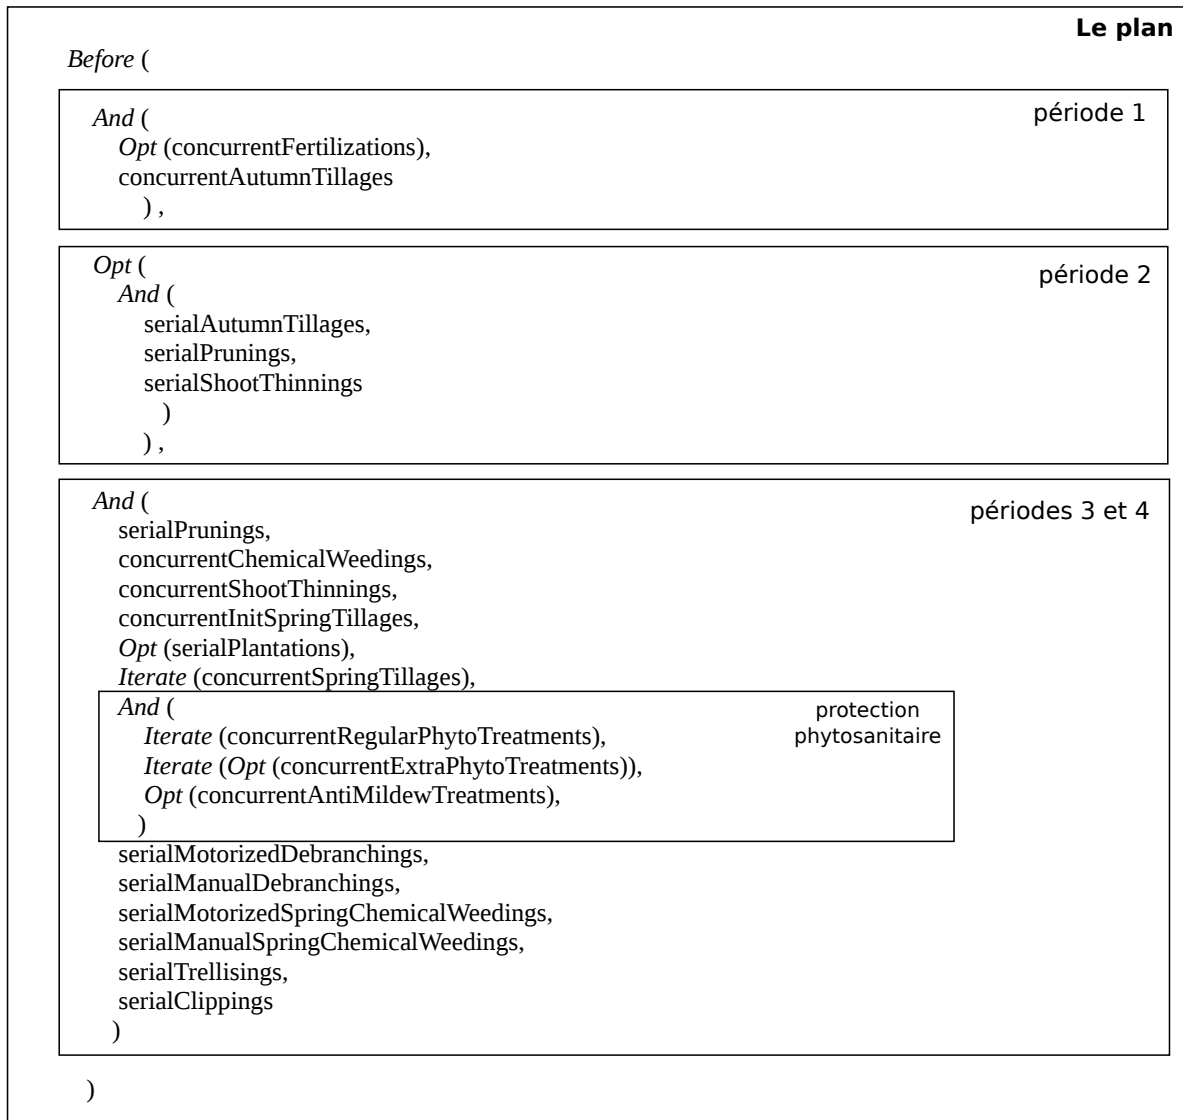 Le plan
Before (
And (
période 1
Opt (concurrentFertilizations),
concurrentAutumnTillages
) ,
Opt (
période 2
And (
serialAutumnTillages,
serialPrunings,
serialShootThinnings
)
) ,
And (
périodes 3 et 4
serialPrunings,
concurrentChemicalWeedings,
concurrentShootThinnings,
concurrentInitSpringTillages,
Opt (serialPlantations),
Iterate (concurrentSpringTillages),
And (
protection
phytosanitaire
Iterate (concurrentRegularPhytoTreatments),
Iterate (Opt (concurrentExtraPhytoTreatments)),
Opt (concurrentAntiMildewTreatments),
)
serialMotorizedDebranchings,
serialManualDebranchings,
serialMotorizedSpringChemicalWeedings,
serialManualSpringChemicalWeedings,
serialTrellisings,
serialClippings
)
)